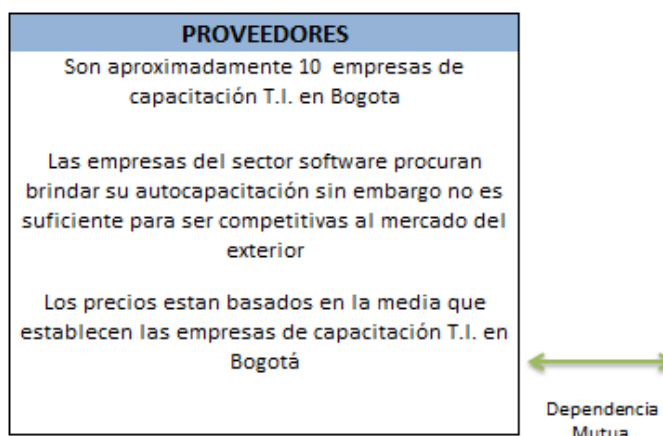 PROVEEDORES
Son aproximadamente 10 empresas de
capacitación T.I. en Bogota
Las empresas del sector software procuran
brindar su autocapacitación sin embargo no es
suficiente para ser competitivas al mercado del
exterior
Los precios estan basados en la media que
establecen las empresas de capacitación T.I. en
Bogotá
Dependencia
Mutua